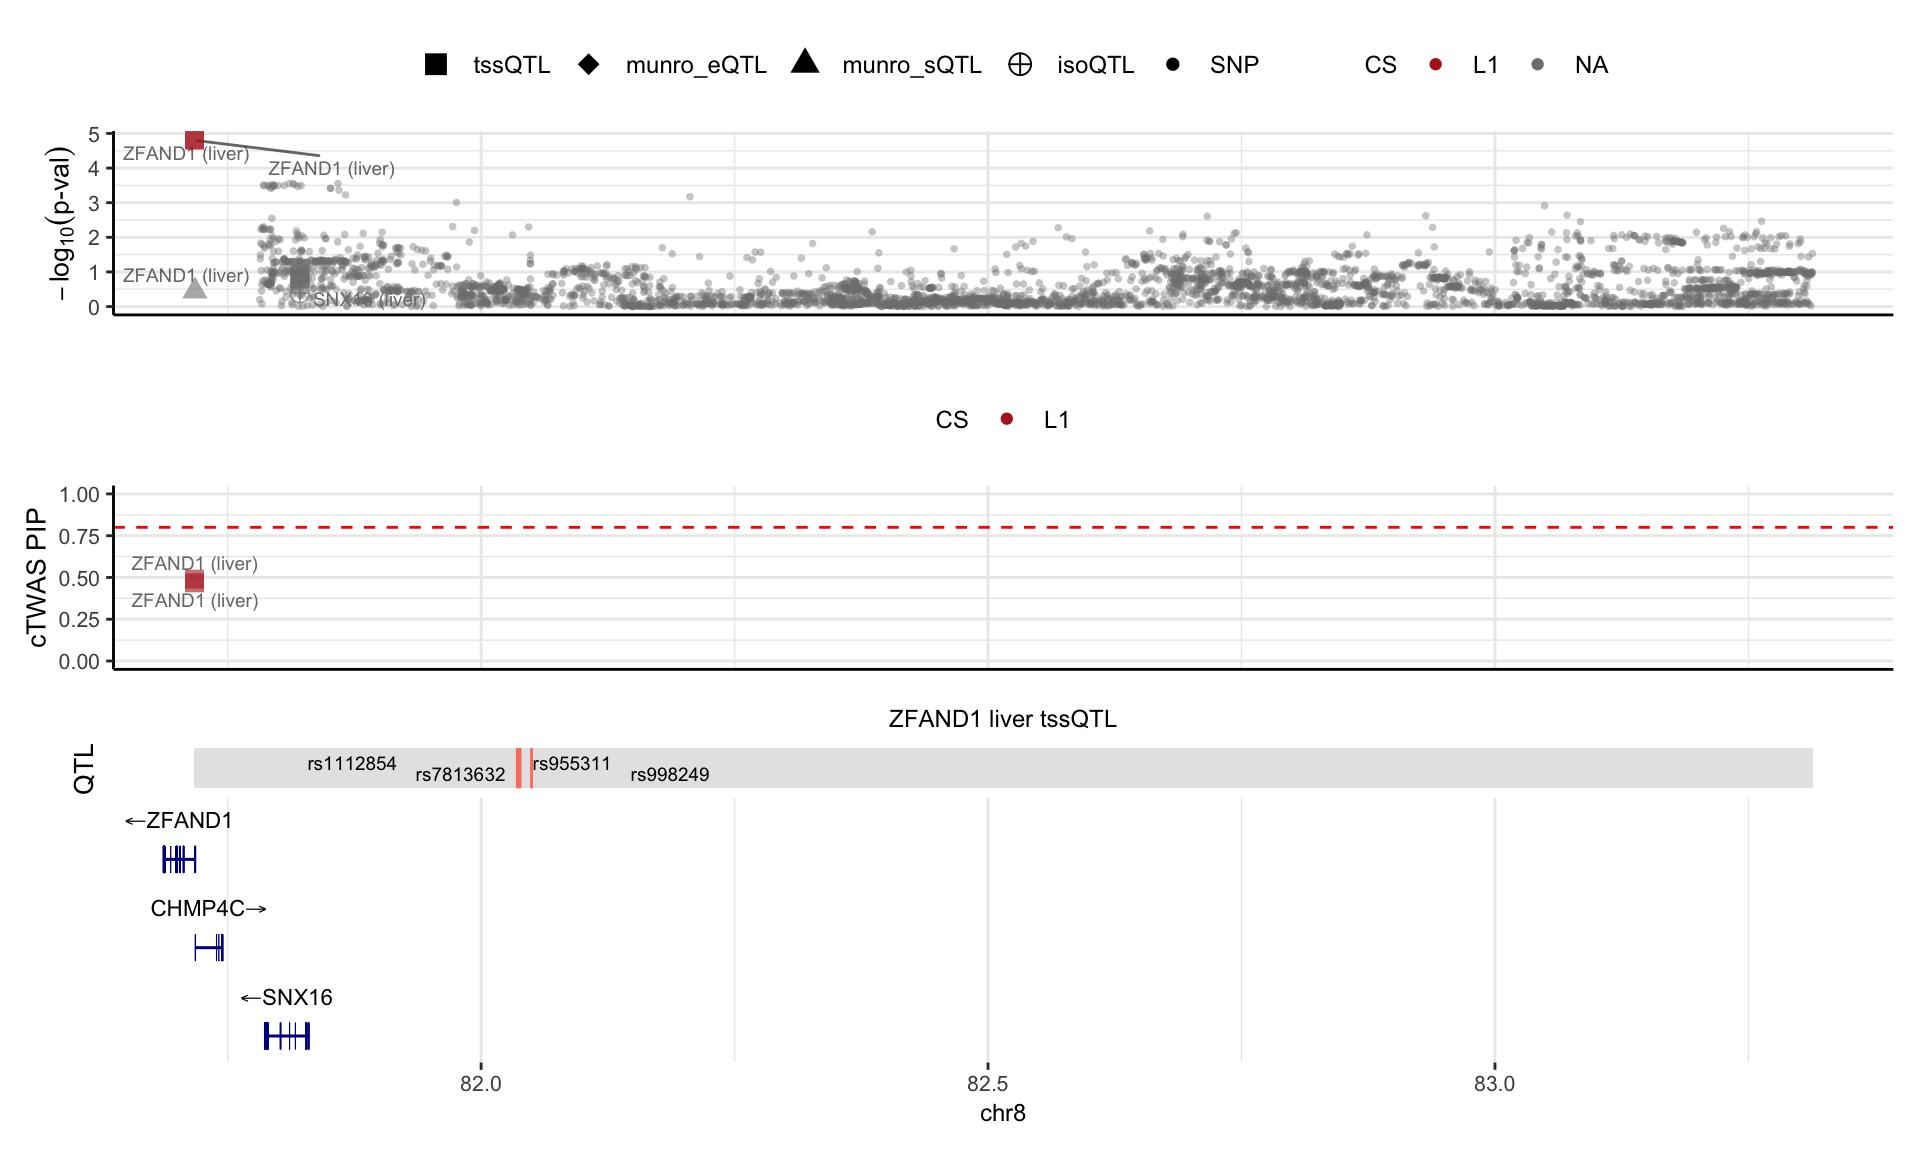 tssQTL munro_eQTL munro_sQTL isoQTL SNP CS L1 NA
−log10(p-val)
5
4
3
2
1
0
ZFAND1 (liver)
ZFAND1 (liver)
ZFAND1 (liver)
SNX16 (liver)
CS L1
cTWAS PIP
1.00
0.75
0.50
0.25
0.00
ZFAND1 (liver)
ZFAND1 (liver)
ZFAND1 liver tssQTL
QTL
rs1112854
rs7813632
rs955311
rs998249
←ZFAND1
CHMP4C→
←SNX16
82.0 82.5 83.0
chr8